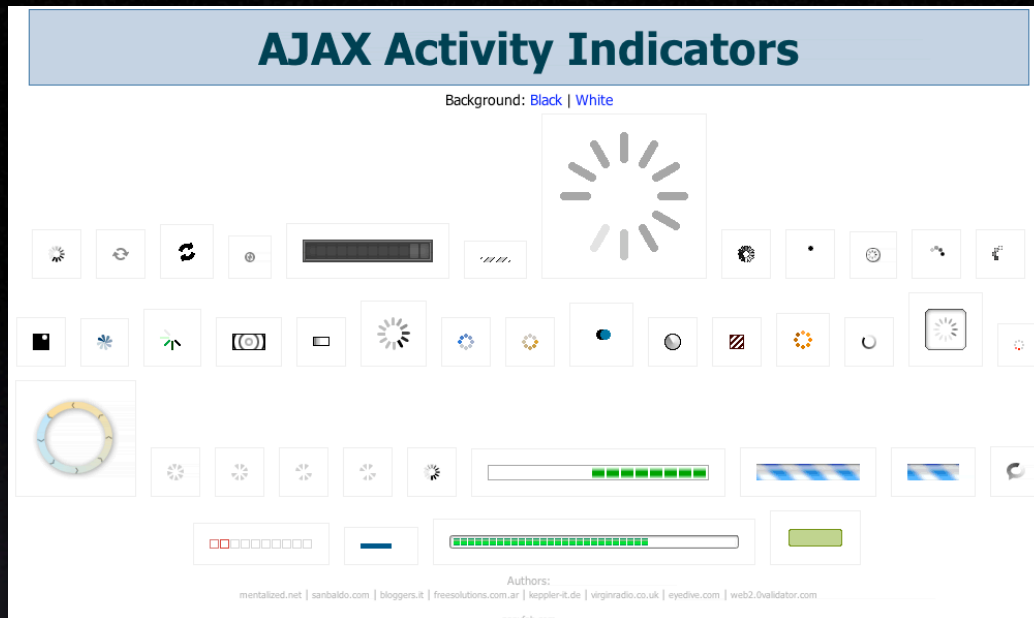 AJAX Activity Indicators
Background: Black | White
Authors:
mentalized.net | sanbaldo.com | bloggers.it | freesolutions.com.ar | keppler-it.de | virginradio.co.uk | eyedive.com | web2.0validator.com